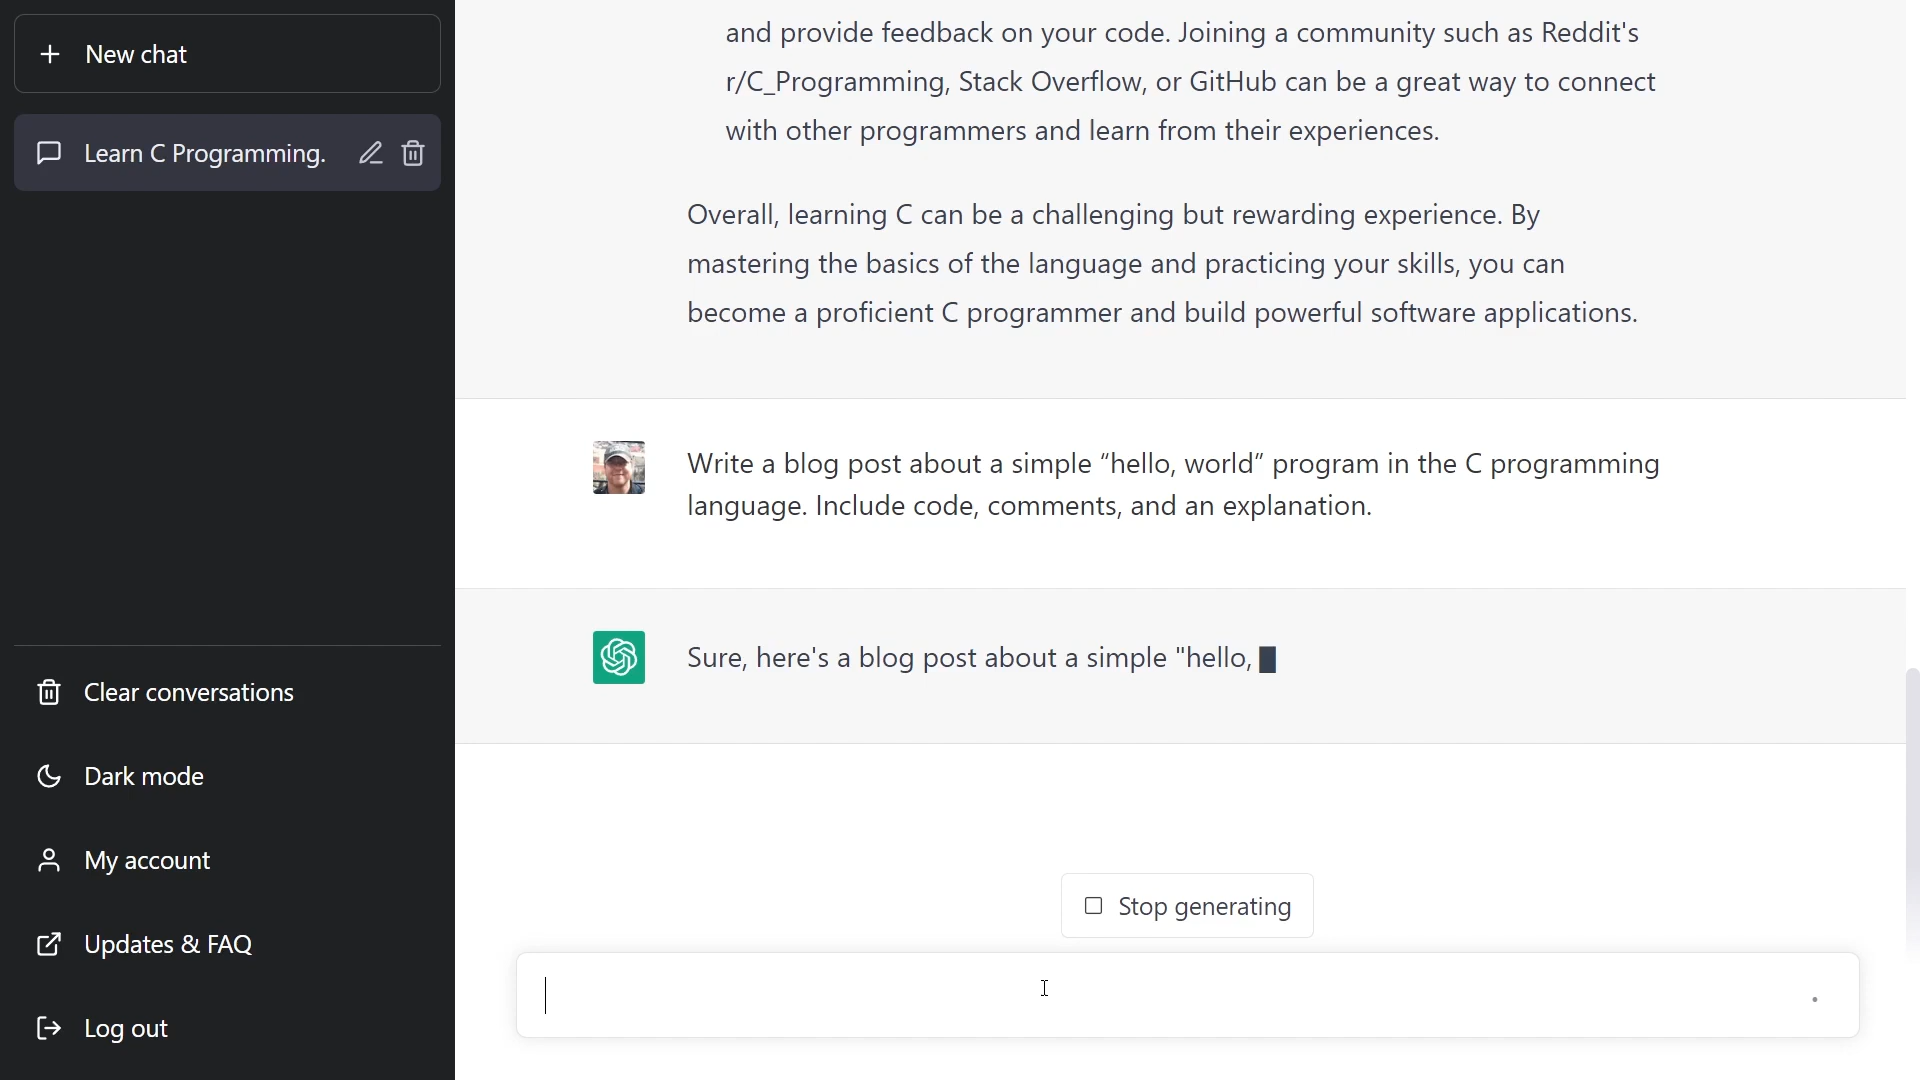 New chat
Learn C Programming.
Clear conversations
Dark mode
My account
Updates & FAQ
Log out
and provide feedback on your code. Joining a community such as Reddit's
r/C_Programming, Stack Overflow, or GitHub can be a great way to connect
with other programmers and learn from their experiences.
Overall, learning C can be a challenging but rewarding experience. By
mastering the basics of the language and practicing your skills, you can
become a proficient C programmer and build powerful software applications.
Write a blog post about a simple “hello, world” program in the C programming
language. Include code, comments, and an explanation.
Sure, here's a blog post about a simple "hello,
Stop generating